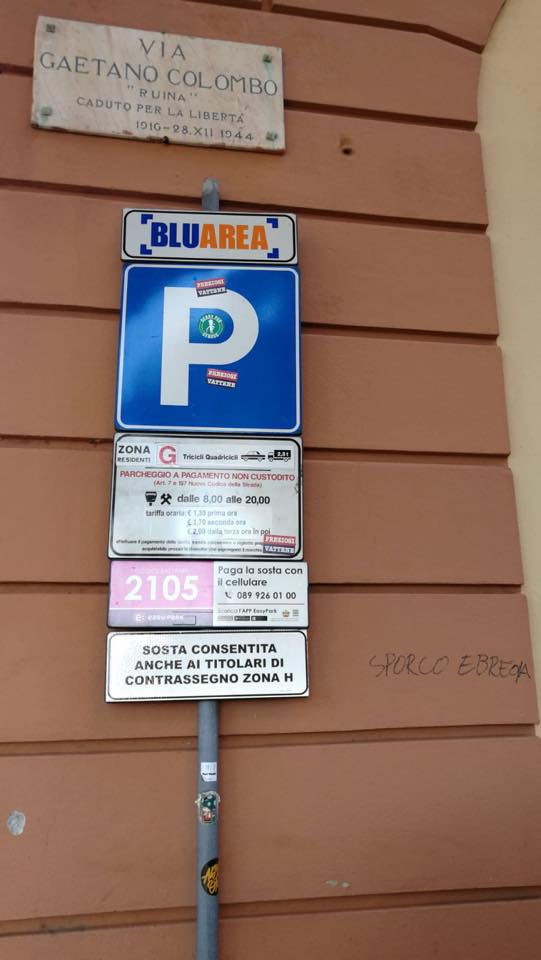 VIA
GAETANO COLOMBO
"RUINA"
CADUTO PER LA LIBERTÀ
1916-28.XII 1944
BLUAREA
P
PREZIOSI
VATTENE
PREZIOSI
VATTENE
ZONA
RESIDENTI
G
Tricicli Quadricicli
PARCHEGGIO A PAGAMENTO NON CUSTODITO
(Art. 7 e 157 Nuovo Codice della Strada)
dalle 8,00 alle 20,00
tariffa oraria: € 1,30 prima ora
€ 1,70 seconda ora
€ 2,00 dalla terza ora in poi
PREZIOSI
VATTENE
2105
easypark
Paga la sosta con
il cellulare
089 926 01 00
Scarica l'APP EasyPark
SOSTA CONSENTITA
ANCHE AI TITOLARI DI
CONTRASSEGNO ZONA H
SPORCO EBREO